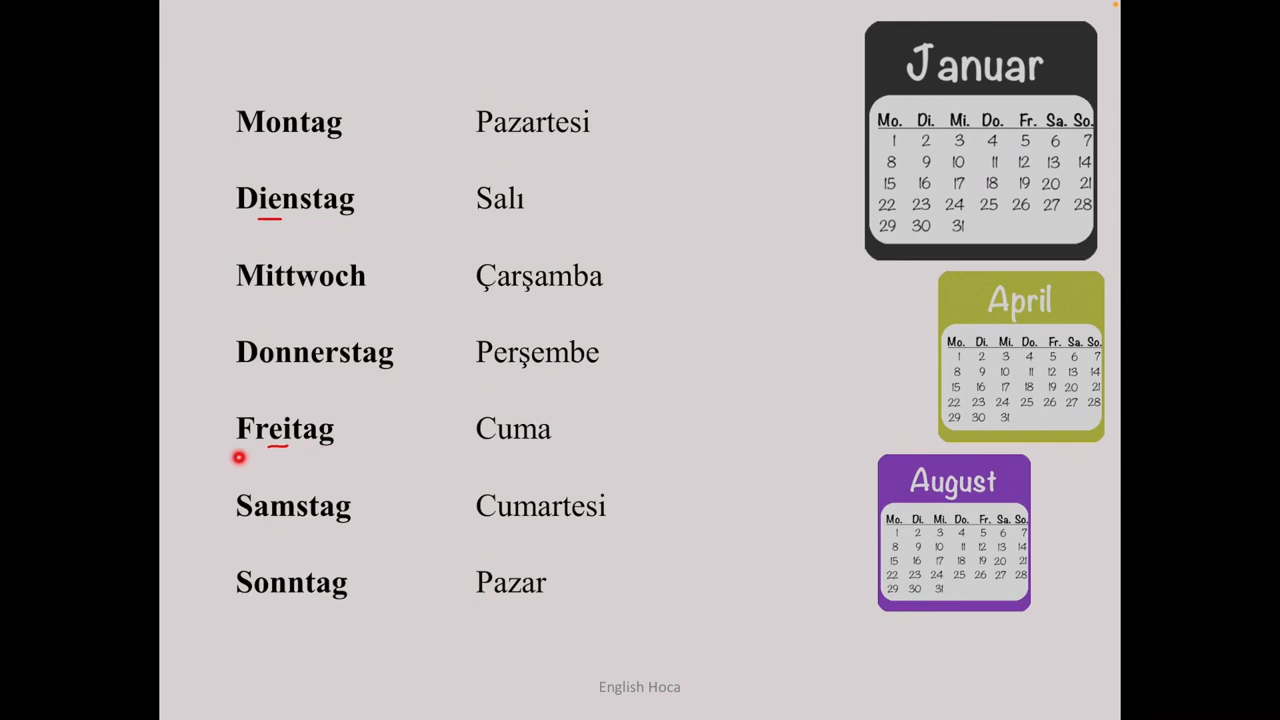 Montag Pazartesi
Dienstag Salı
Mittwoch Çarşamba
Donnerstag Perşembe
Freitag Cuma
Samstag Cumartesi
Sonntag Pazar
Januar
Mo. Di. Mi. Do. Fr. Sa. So.
1 2 3 4 5 6 7
8 9 10 11 12 13 14
15 16 17 18 19 20 21
22 23 24 25 26 27 28
29 30 31
April
Mo. Di. Mi. Do. Fr. Sa. So.
1 2 3 4 5 6 7
8 9 10 11 12 13 14
15 16 17 18 19 20 21
22 23 24 25 26 27 28
29 30 31
August
Mo. Di. Mi. Do. Fr. Sa. So.
1 2 3 4 5 6 7
8 9 10 11 12 13 14
15 16 17 18 19 20 21
22 23 24 25 26 27 28
29 30 31
English Hoca